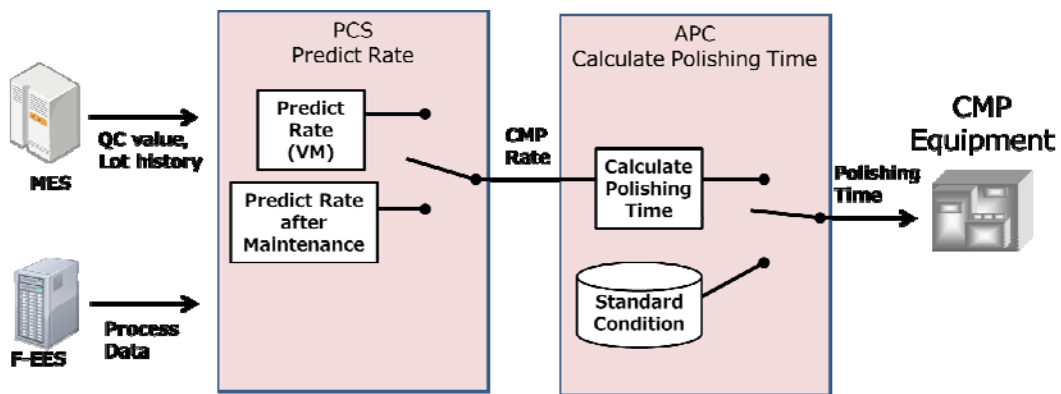 PCS
Predict Rate
APC
Calculate Polishing Time
QC value,
Lot history
MES
Predict
Rate
(VM)
Predict Rate
after
Maintenance
CMP
Rate
Calculate
Polishing
Time
Standard
Condition
Polishing
Time
CMP
Equipment
Process
Data
F-EES